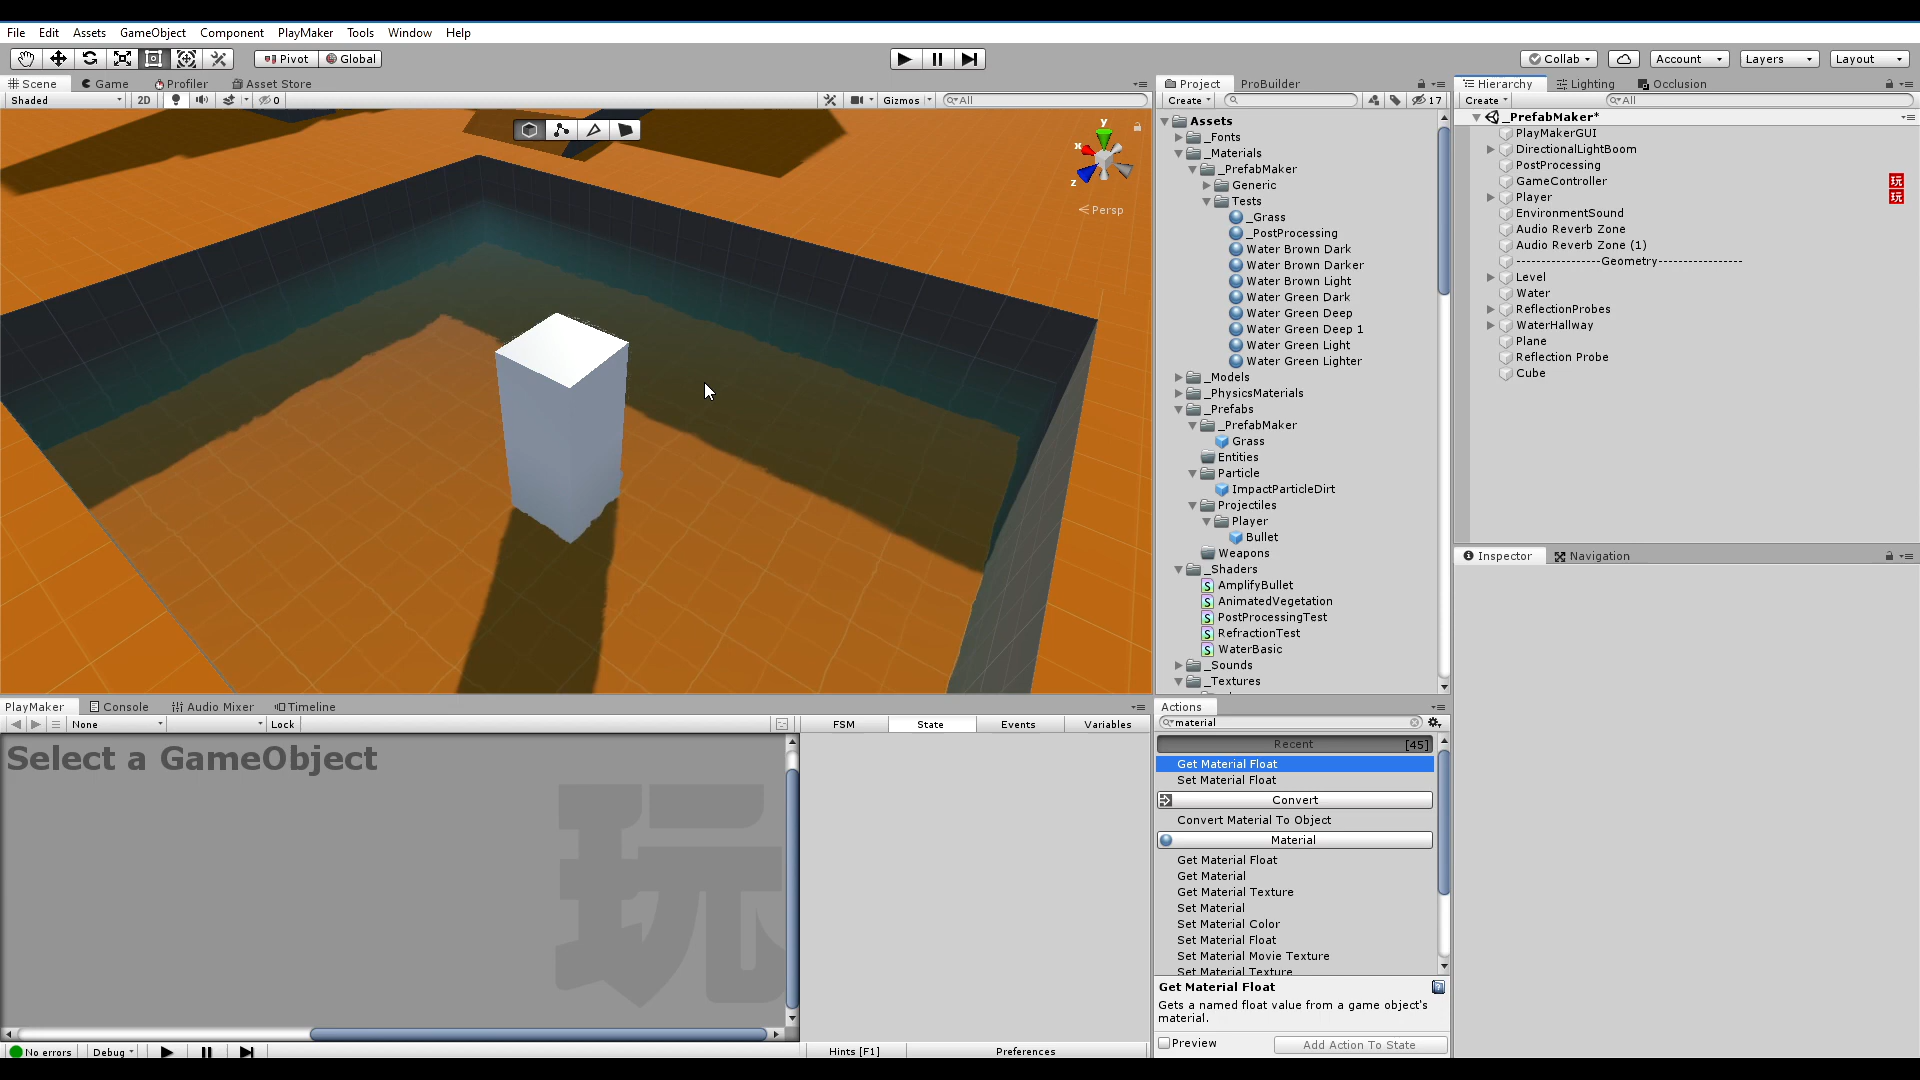 File Edit Assets GameObject Component PlayMaker Tools Window Help
Pivot Global Collab Account Layers Layout
Scene Game Profiler Asset Store
Shaded 2D 0 Gizmos All
y
x
z
Persp
Project ProBuilder
Create 17
Assets
_Fonts
_Materials
_PrefabMaker
Generic
Tests
_Grass
_PostProcessing
Water Brown Dark
Water Brown Darker
Water Brown Light
Water Green Dark
Water Green Deep
Water Green Deep 1
Water Green Light
Water Green Lighter
_Models
_PhysicsMaterials
_Prefabs
_PrefabMaker
Grass
Entities
Particle
ImpactParticleDirt
Projectiles
Player
Bullet
Weapons
_Shaders
AmplifyBullet
AnimatedVegetation
PostProcessingTest
RefractionTest
WaterBasic
_Sounds
_Textures
Hierarchy Lighting Occlusion
Create All
_PrefabMaker*
PlayMakerGUI
DirectionalLightBoom
PostProcessing
GameController 玩
Player 玩
EnvironmentSound
Audio Reverb Zone
Audio Reverb Zone (1)
-----------------Geometry-----------------
Level
Water
ReflectionProbes
WaterHallway
Plane
Reflection Probe
Cube
Inspector Navigation
PlayMaker Console Audio Mixer Timeline
None Lock
Select a GameObject
玩
No errors Debug
FSM State Events Variables
Hints [F1] Preferences
Actions
material
Recent [45]
Get Material Float
Set Material Float
Convert
Convert Material To Object
Material
Get Material Float
Get Material
Get Material Texture
Set Material
Set Material Color
Set Material Float
Set Material Movie Texture
Set Material Texture
Get Material Float
Gets a named float value from a game object's
material.
Preview Add Action To State